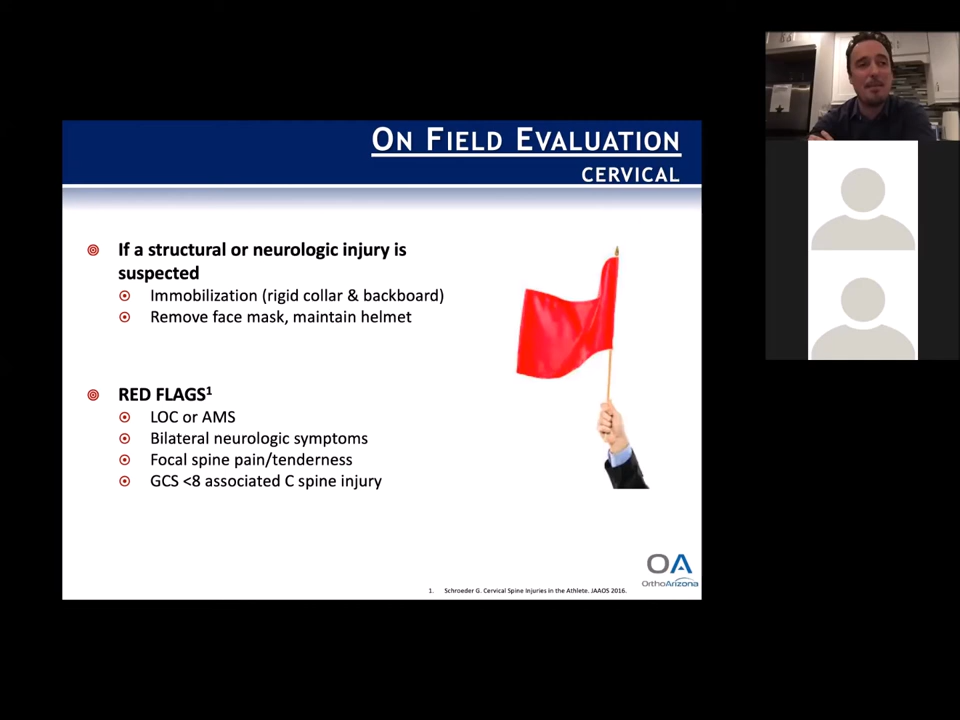 ON FIELD EVALUATION
CERVICAL
If a structural or neurologic injury is
suspected
Immobilization (rigid collar & backboard)
Remove face mask, maintain helmet
RED FLAGS¹
LOC or AMS
Bilateral neurologic symptoms
Focal spine pain/tenderness
GCS <8 associated C spine injury
OA
OrthoArizona
1. Schroeder G. Cervical Spine Injuries in the Athlete. JAAOS 2016.